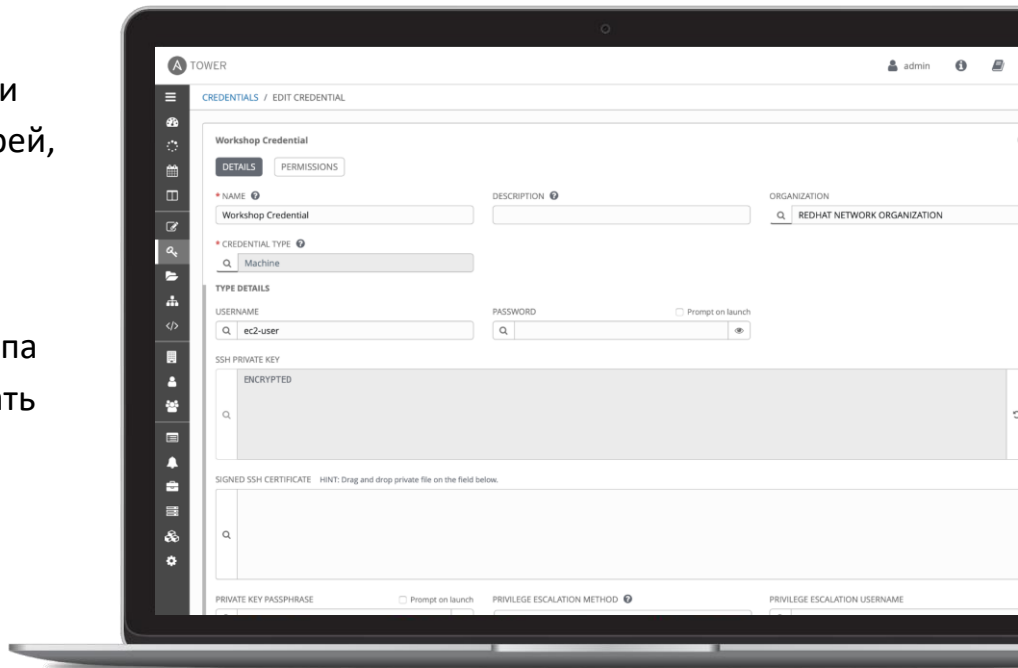 и
рей,
па
ть
TOWER
admin
CREDENTIALS / EDIT CREDENTIAL
Workshop Credential
DETAILS PERMISSIONS
* NAME DESCRIPTION ORGANIZATION
Workshop Credential REDHAT NETWORK ORGANIZATION
* CREDENTIAL TYPE
Machine
TYPE DETAILS
USERNAME PASSWORD Prompt on launch
ec2-user
SSH PRIVATE KEY
ENCRYPTED
SIGNED SSH CERTIFICATE HINT: Drag and drop private file on the field below.
PRIVATE KEY PASSPHRASE Prompt on launch PRIVILEGE ESCALATION METHOD PRIVILEGE ESCALATION USERNAME